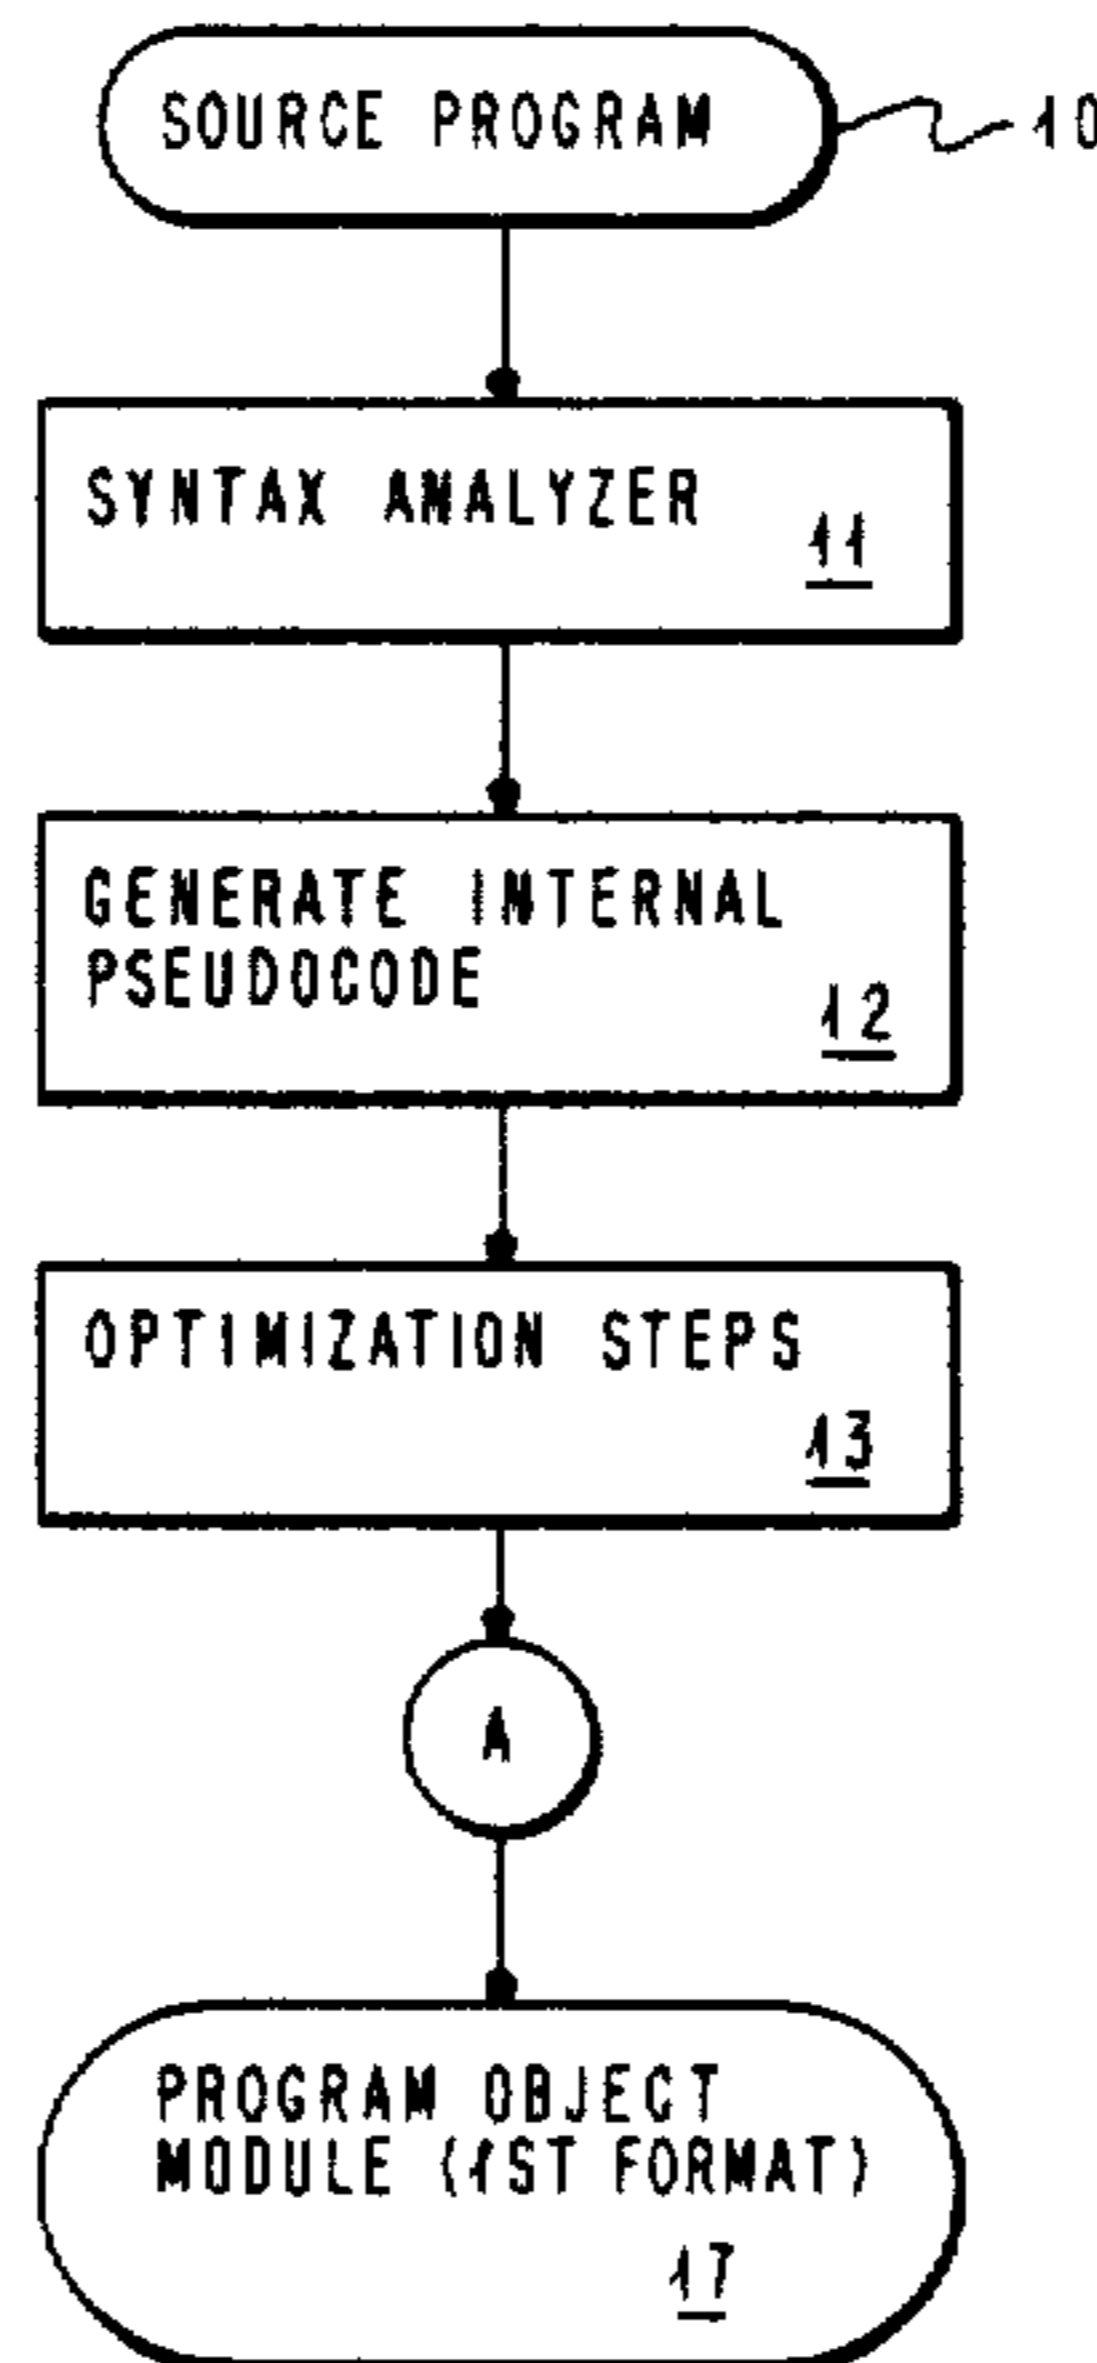 SOURCE PROGRAM
10
SYNTAX ANALYZER
11
GENERATE INTERNAL
PSEUDOCODE
12
OPTIMIZATION STEPS
13
A
PROGRAM OBJECT
MODULE (1ST FORMAT)
17